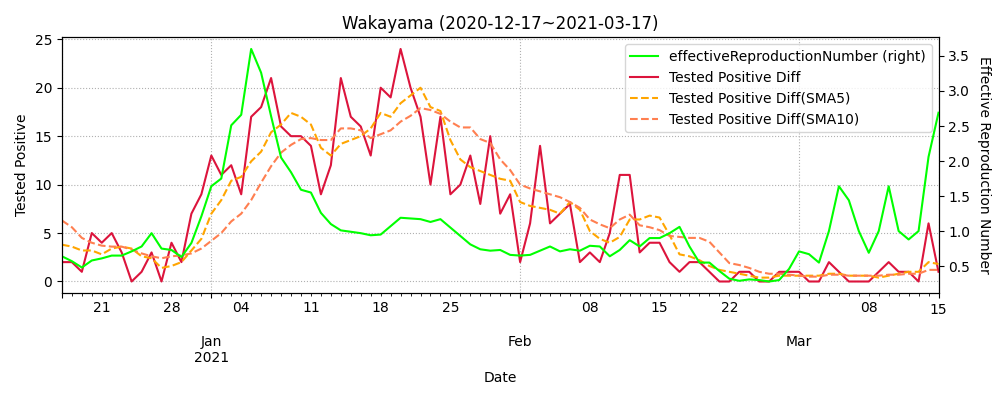 Wakayama (2020-12-17~2021-03-17)
effectiveReproductionNumber (right)
Tested Positive Diff
Tested Positive Diff(SMA5)
Tested Positive Diff(SMA10)
Tested Positive
25
20
15
10
5
0
Effective Reproduction Number
3.5
3.0
2.5
2.0
1.5
1.0
0.5
21 28 04 11 18 25 08 15 22 08 15
Jan Feb Mar
2021
Date